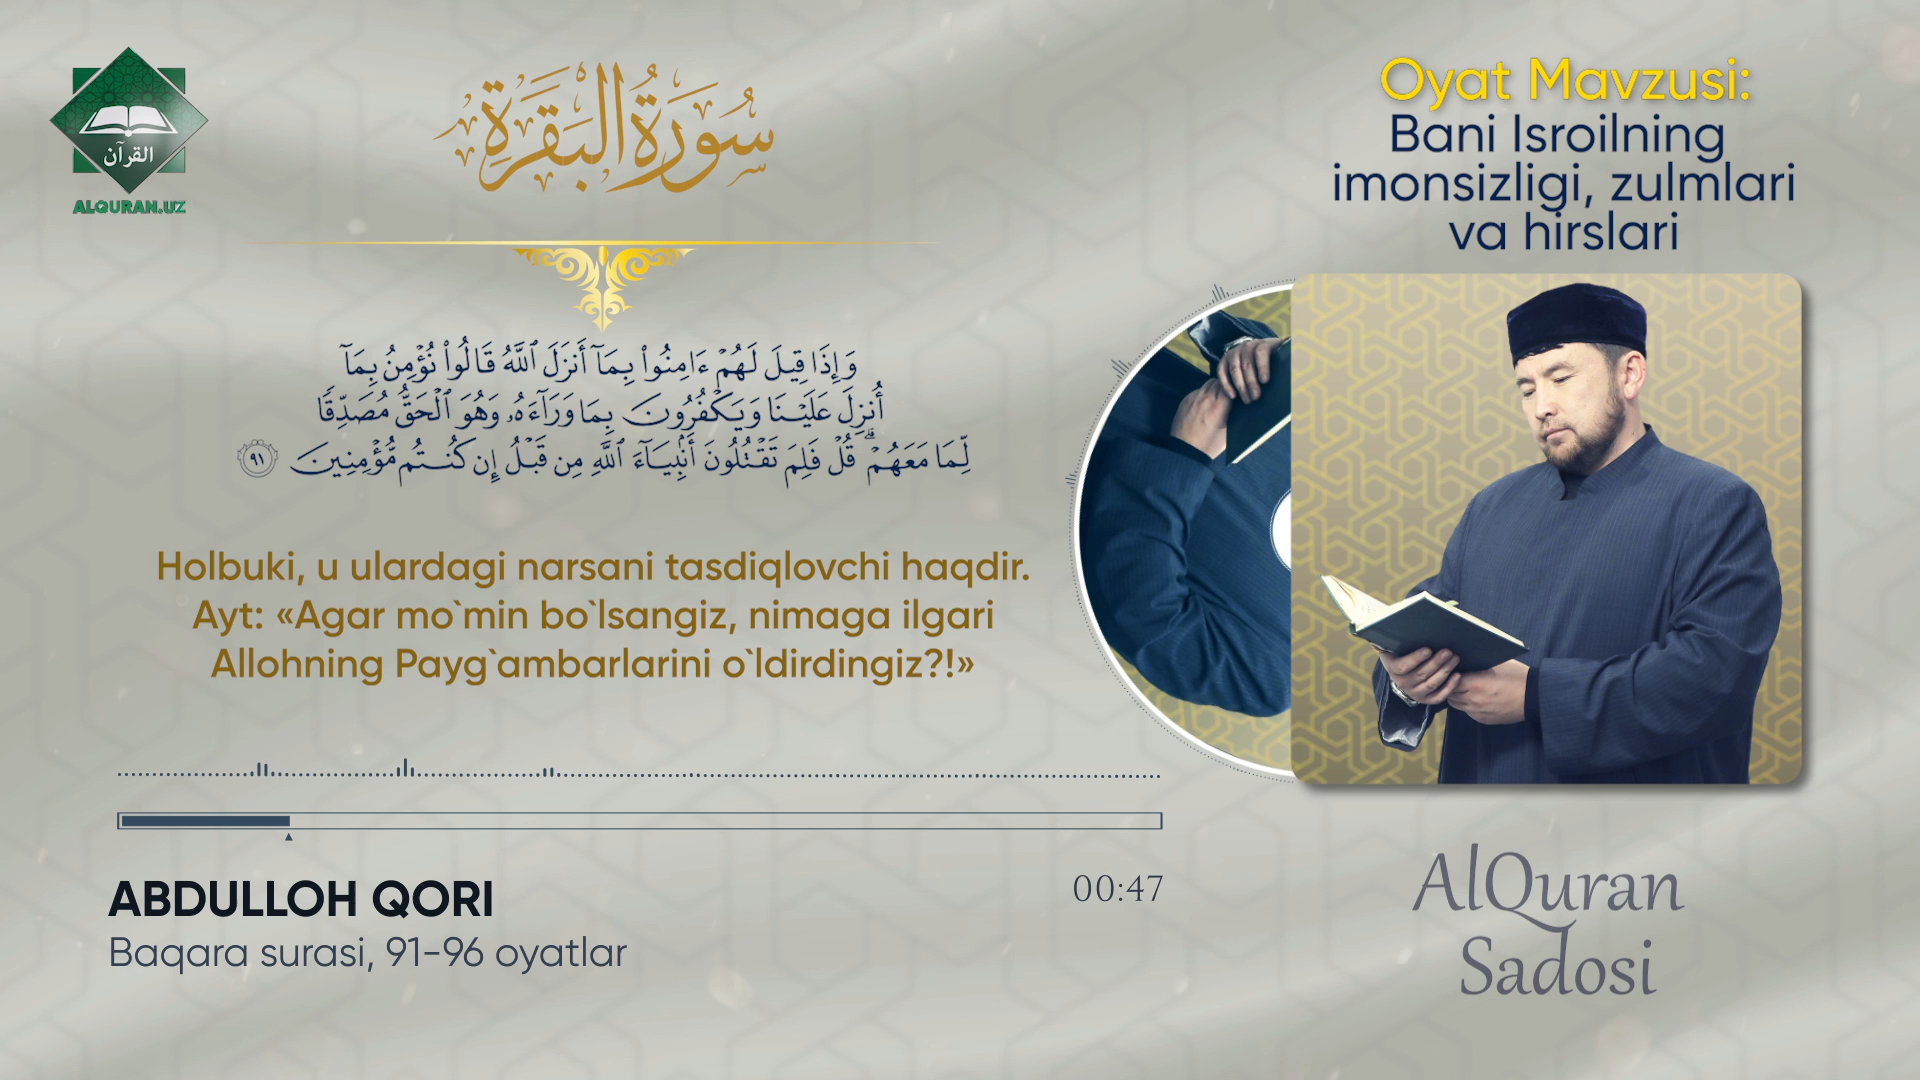 القرآن
ALQURAN.UZ
سُورَةُ الْبَقَرَةِ
Oyat Mavzusi:
Bani Isroilning
imonsizligi, zulmlari
va hirslari
وَإِذَا قِيلَ لَهُمْ ءَامِنُوا۟ بِمَآ أَنزَلَ ٱللَّهُ قَالُوا۟ نُؤْمِنُ بِمَآ
أُنزِلَ عَلَيْنَا وَيَكْفُرُونَ بِمَا وَرَآءَهُۥ وَهُوَ ٱلْحَقُّ مُصَدِّقًا
لِّمَا مَعَهُمْ ۗ قُلْ فَلِمَ تَقْتُلُونَ أَنۢبِيَآءَ ٱللَّهِ مِن قَبْلُ إِن كُنتُم مُّؤْمِنِينَ ٩١
Holbuki, u ulardagi narsani tasdiqlovchi haqdir.
Ayt: «Agar mo`min bo`lsangiz, nimaga ilgari
Allohning Payg`ambarlarini o`ldirdingiz?!»
ABDULLOH QORI
00:47
Baqara surasi, 91-96 oyatlar
AlQuran
Sadosi